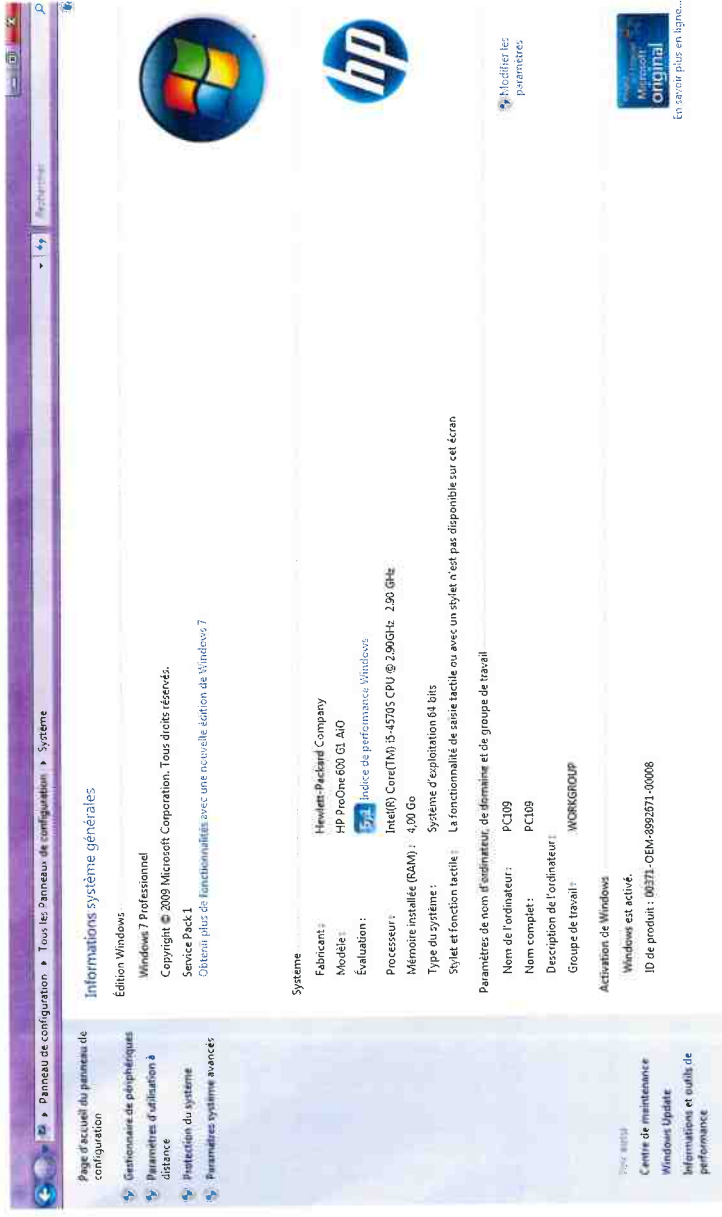 Panneau de configuration ▸ Tous les Panneaux de configuration ▸ Système
Rechercher
Page d'accueil du panneau de
configuration
Gestionnaire de périphériques
Paramètres d'utilisation à
distance
Protection du système
Paramètres système avancés
Voir aussi
Centre de maintenance
Windows Update
Informations et outils de
performance
Informations système générales
Édition Windows
Windows 7 Professionnel
Copyright © 2009 Microsoft Corporation. Tous droits réservés.
Service Pack 1
Obtenir plus de fonctionnalités avec une nouvelle édition de Windows 7
Système
Fabricant : Hewlett-Packard Company
Modèle : HP ProOne 600 G1 AiO
Évaluation : 5,1 Indice de performance Windows
Processeur : Intel(R) Core(TM) i5-4570S CPU @ 2.90GHz 2.90 GHz
Mémoire installée (RAM) : 4,00 Go
Type du système : Système d'exploitation 64 bits
Stylet et fonction tactile : La fonctionnalité de saisie tactile ou avec un stylet n'est pas disponible sur cet écran
hp
Paramètres de nom d'ordinateur, de domaine et de groupe de travail
Nom de l'ordinateur : PC109
Nom complet : PC109
Description de l'ordinateur :
Groupe de travail : WORKGROUP
Modifier les
paramètres
Activation de Windows
Windows est activé.
ID de produit : 00371-OEM-8992671-00008
Microsoft
original
En savoir plus en ligne...